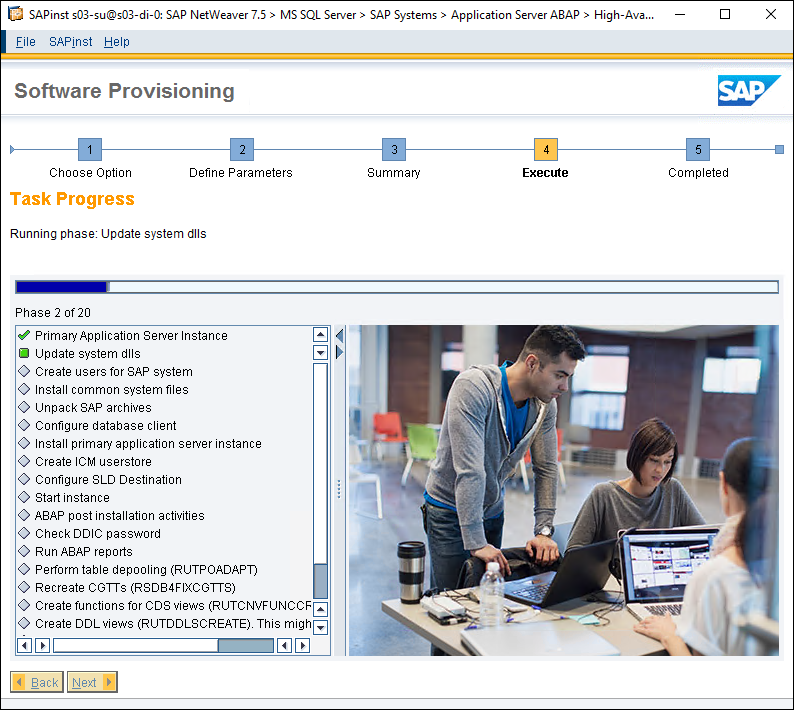 SAPinst s03-su@s03-di-0: SAP NetWeaver 7.5 > MS SQL Server > SAP Systems > Application Server ABAP > High-Ava...
File SAPinst Help
Software Provisioning
SAP
1 2 3 4 5
Choose Option Define Parameters Summary Execute Completed
Task Progress
Running phase: Update system dlls
Phase 2 of 20
Primary Application Server Instance
Update system dlls
Create users for SAP system
Install common system files
Unpack SAP archives
Configure database client
Install primary application server instance
Create ICM userstore
Configure SLD Destination
Start instance
ABAP post installation activities
Check DDIC password
Run ABAP reports
Perform table depooling (RUTPOADAPT)
Recreate CGTTs (RSDB4FIXCGTTS)
Create functions for CDS views (RUTCNVFUNCCF
Create DDL views (RUTDDLSCREATE). This migh
Back Next